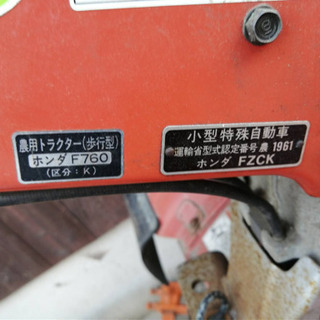 農用トラクター(歩行型)
ホンダ F760
(区分:K)
小型特殊自動車
運輸省型式認定番号 農 1961
ホンダ FZCK